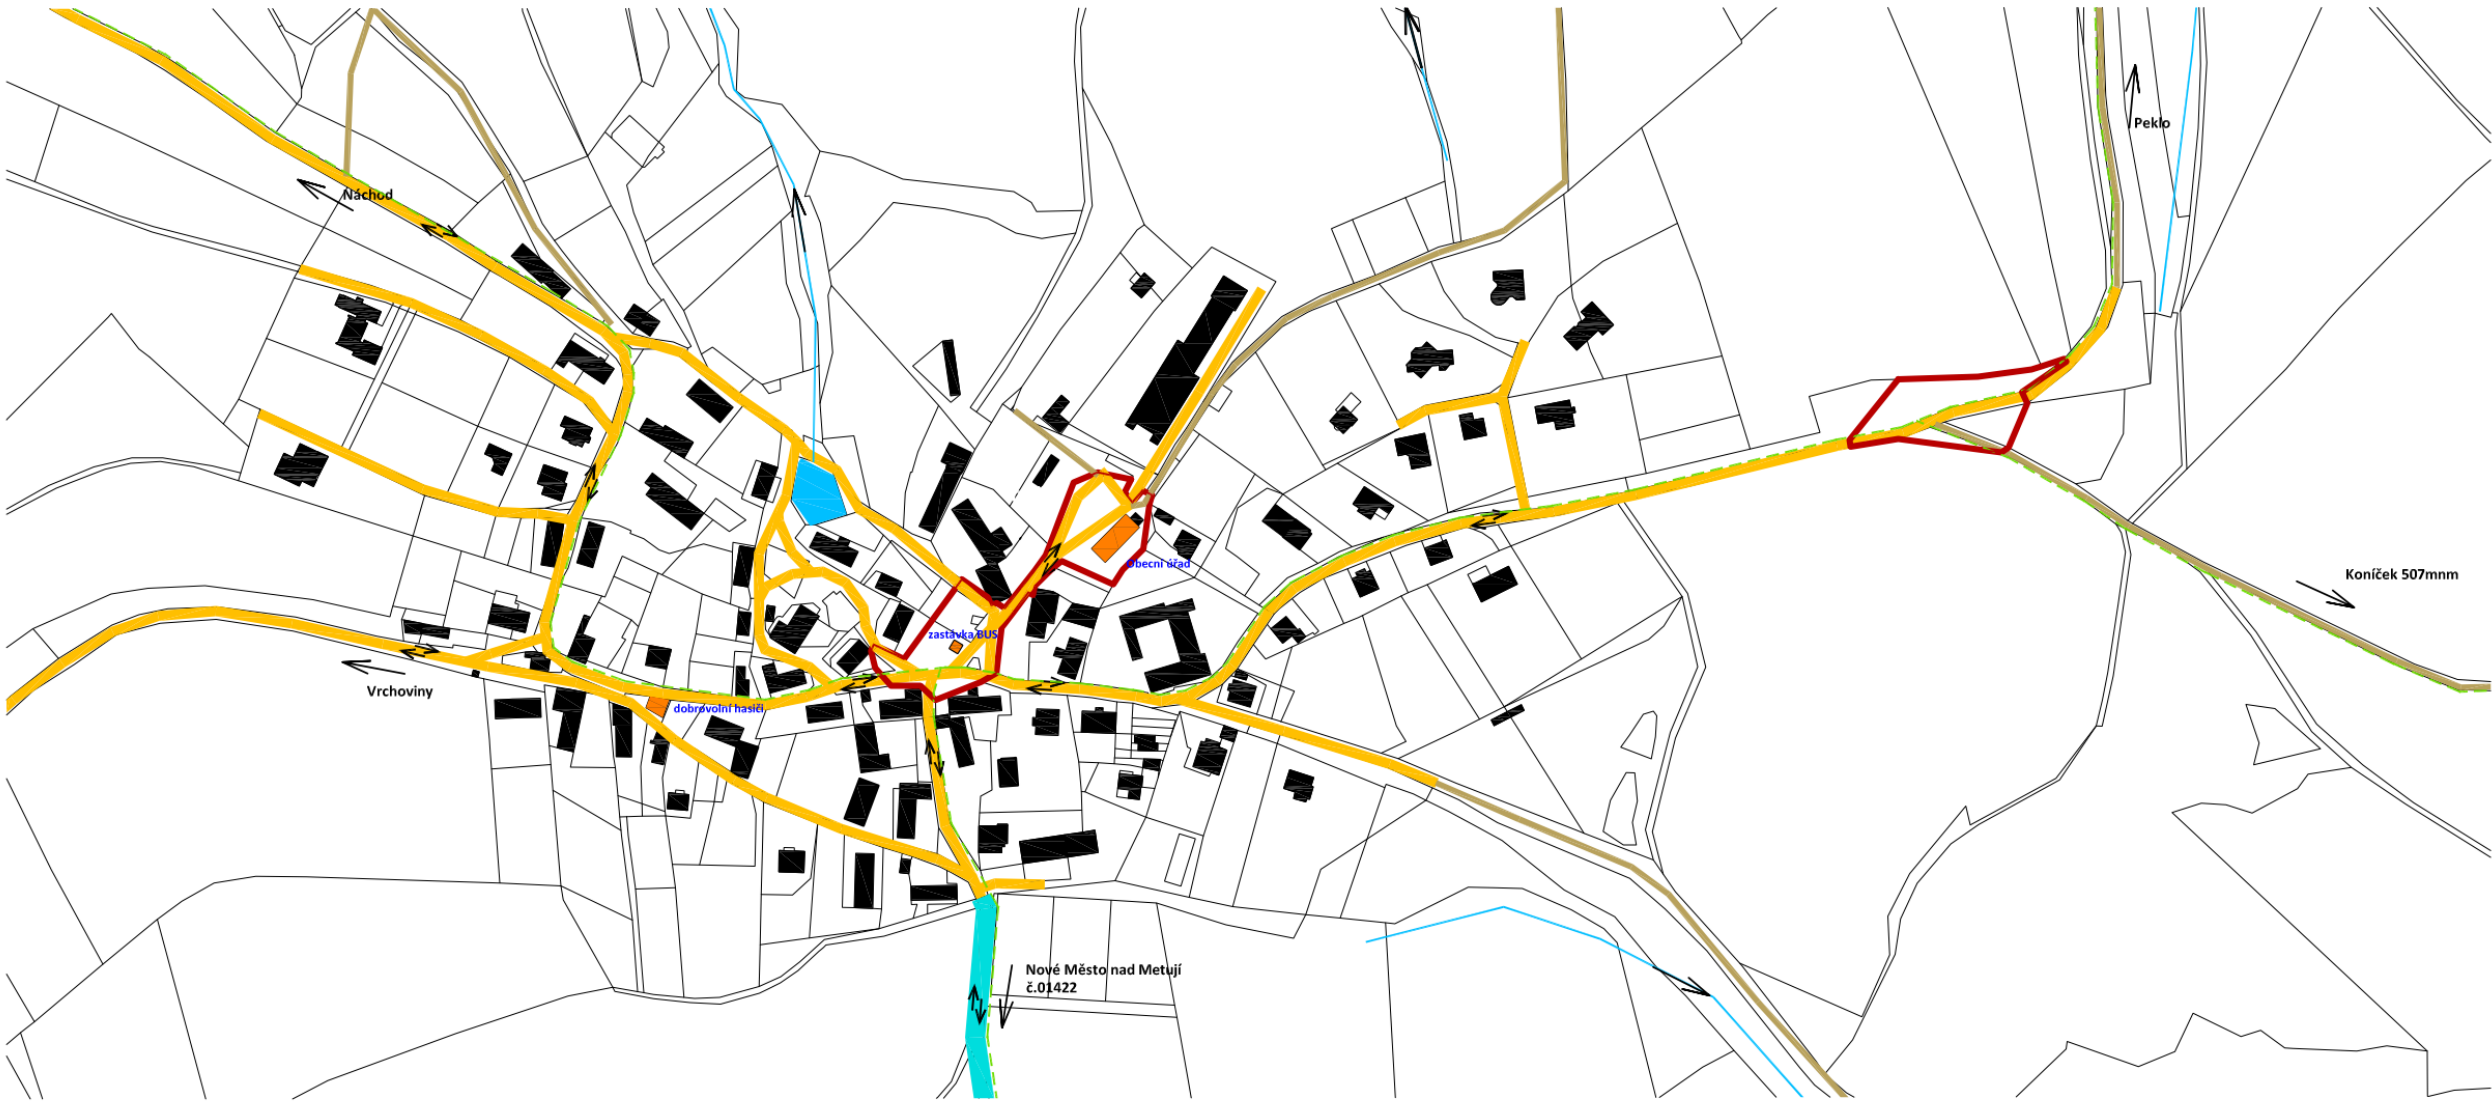 Peklo
Náchod
Obecní úřad
Koníček 507mnm
zastávka BUS
Vrchoviny
dobrovolní hasiči
Nové Město nad Metují
č.01422